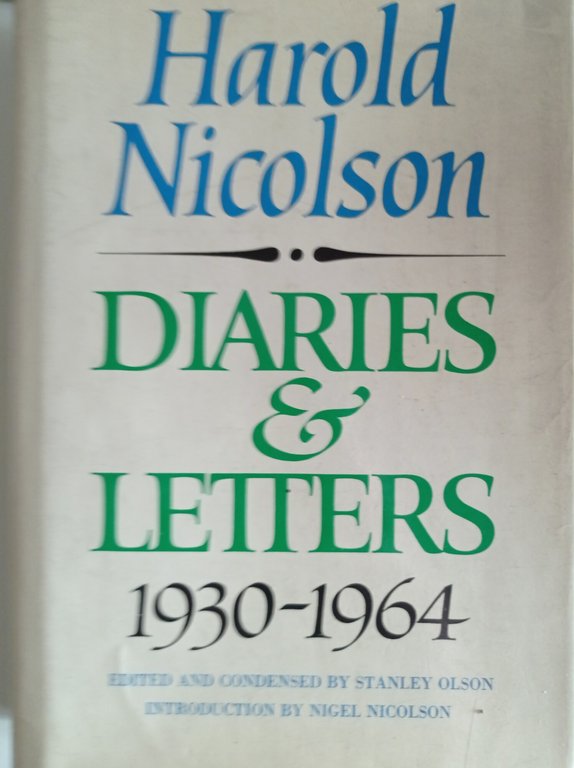 Harold
Nicolson
DIARIES
&
LETTERS
1930-1964
EDITED AND CONDENSED BY STANLEY OLSON
INTRODUCTION BY NIGEL NICOLSON